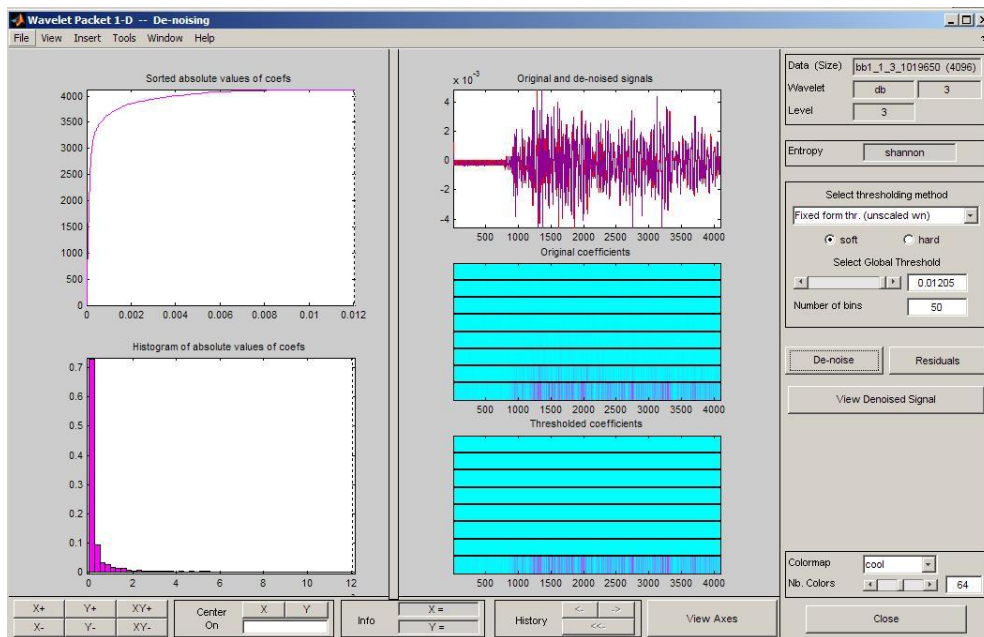 Wavelet Packet 1-D -- De-noising
File View Insert Tools Window Help
Sorted absolute values of coefs
4000
3500
3000
2500
2000
1500
1000
500
0
0 0.002 0.004 0.006 0.008 0.01 0.012
Histogram of absolute values of coefs
0.7
0.6
0.5
0.4
0.3
0.2
0.1
0
0 2 4 6 8 10 12
Original and de-noised signals
x 10⁻³
4
2
0
-2
-4
500 1000 1500 2000 2500 3000 3500 4000
Original coefficients
500 1000 1500 2000 2500 3000 3500 4000
Thresholded coefficients
500 1000 1500 2000 2500 3000 3500 4000
Data (Size) bb1_1_3_1019650 (4096)
Wavelet db 3
Level 3
Entropy shannon
Select thresholding method
Fixed form thr. (unscaled wn)
soft hard
Select Global Threshold
0.01205
Number of bins 50
De-noise Residuals
View Denoised Signal
Colormap cool
Nb. Colors 64
Close
X+ Y+ XY+
X- Y- XY-
Center On X Y
Info X = Y =
History <- -> <<-
View Axes